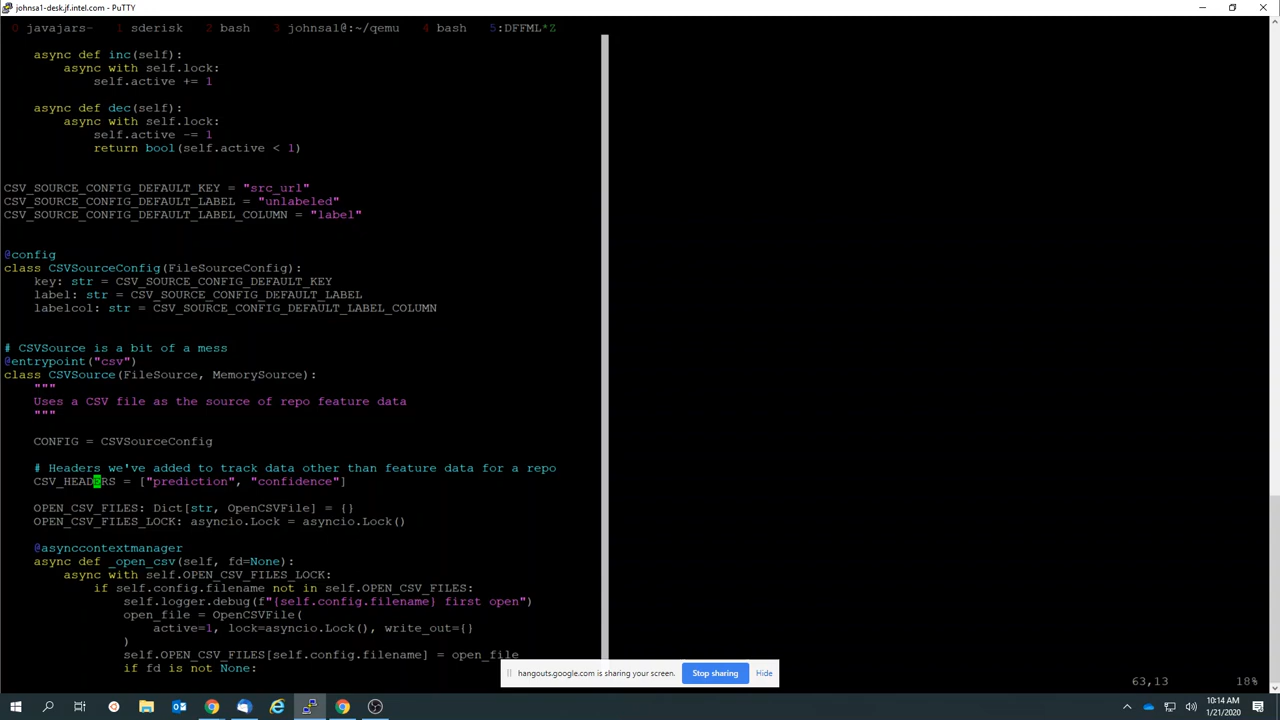 johnsa1-desk.jf.intel.com - PuTTY
0 javajars- 1 sderisk 2 bash 3 johnsa1@:~/qemu 4 bash 5:DFFML*Z
async def inc(self):
async with self.lock:
self.active += 1
async def dec(self):
async with self.lock:
self.active -= 1
return bool(self.active < 1)
CSV_SOURCE_CONFIG_DEFAULT_KEY = "src_url"
CSV_SOURCE_CONFIG_DEFAULT_LABEL = "unlabeled"
CSV_SOURCE_CONFIG_DEFAULT_LABEL_COLUMN = "label"
@config
class CSVSourceConfig(FileSourceConfig):
key: str = CSV_SOURCE_CONFIG_DEFAULT_KEY
label: str = CSV_SOURCE_CONFIG_DEFAULT_LABEL
labelcol: str = CSV_SOURCE_CONFIG_DEFAULT_LABEL_COLUMN
# CSVSource is a bit of a mess
@entrypoint("csv")
class CSVSource(FileSource, MemorySource):
"""
Uses a CSV file as the source of repo feature data
"""
CONFIG = CSVSourceConfig
# Headers we've added to track data other than feature data for a repo
CSV_HEADERS = ["prediction", "confidence"]
OPEN_CSV_FILES: Dict[str, OpenCSVFile] = {}
OPEN_CSV_FILES_LOCK: asyncio.Lock = asyncio.Lock()
@asynccontextmanager
async def _open_csv(self, fd=None):
async with self.OPEN_CSV_FILES_LOCK:
if self.config.filename not in self.OPEN_CSV_FILES:
self.logger.debug(f"{self.config.filename} first open")
open_file = OpenCSVFile(
active=1, lock=asyncio.Lock(), write_out={}
)
self.OPEN_CSV_FILES[self.config.filename] = open_file
if fd is not None:
hangouts.google.com is sharing your screen. Stop sharing Hide
63,13 18%
10:14 AM
1/21/2020